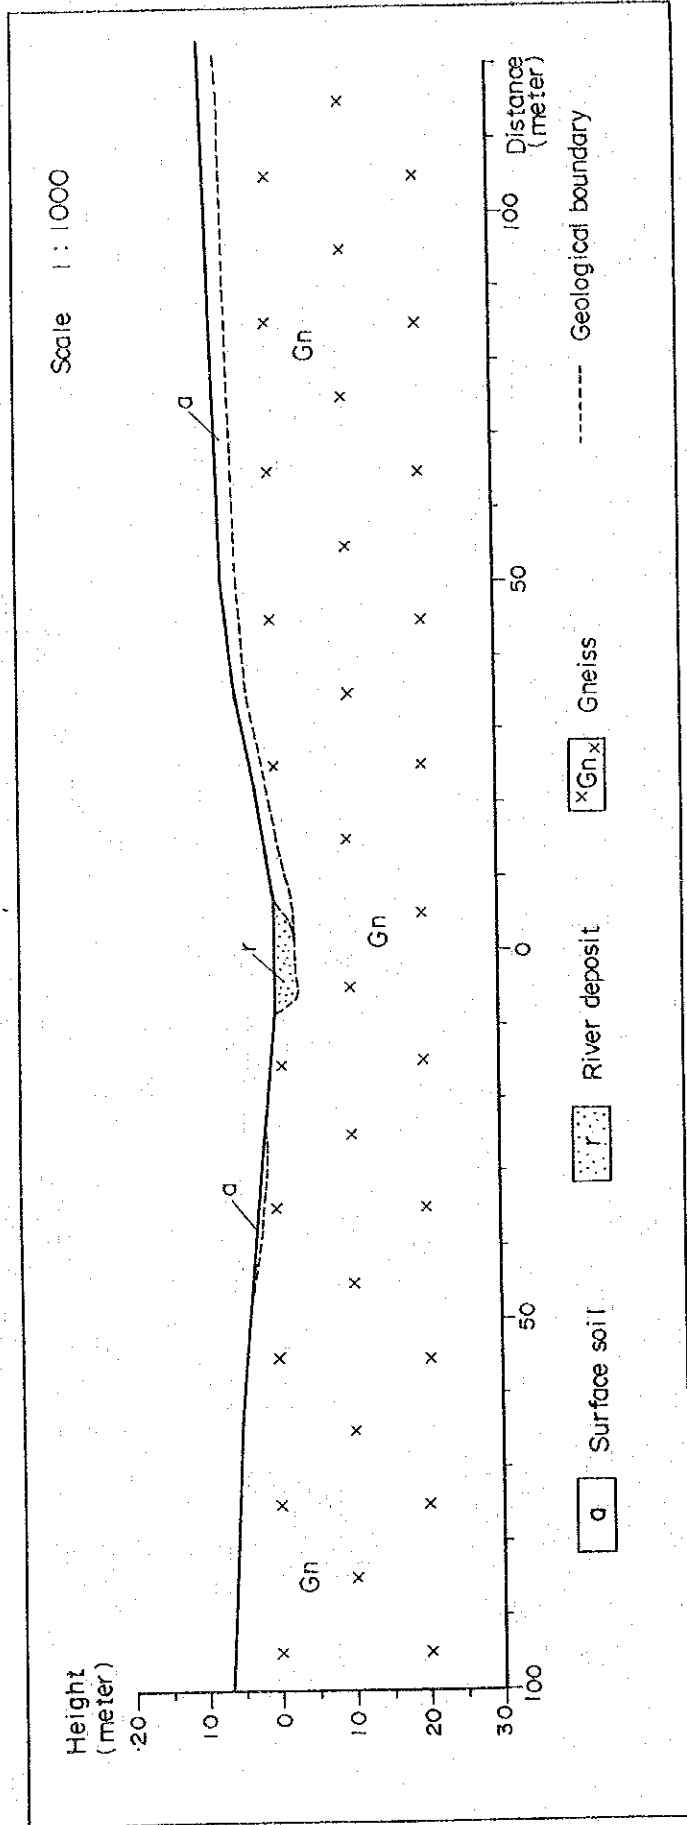 Scale 1:1000
Height
(meter)
20
10
0
10
20
30
a
r
a
Gn
Gn
Gn
100
50
0
50
100
Distance
(meter)
a Surface soil
r River deposit
×Gn× Gneiss
Geological boundary